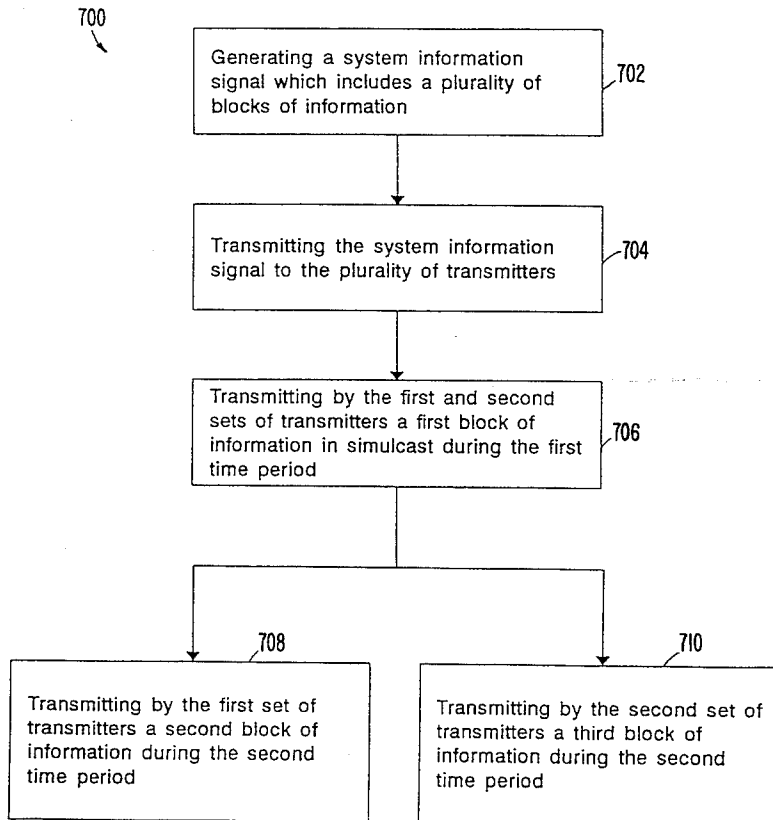 700
Generating a system information
signal which includes a plurality of
blocks of information
702
Transmitting the system information
signal to the plurality of transmitters
704
Transmitting by the first and second
sets of transmitters a first block of
information in simulcast during the first
time period
706
708
Transmitting by the first set of
transmitters a second block of
information during the second
time period
710
Transmitting by the second set of
transmitters a third block of
information during the second
time period